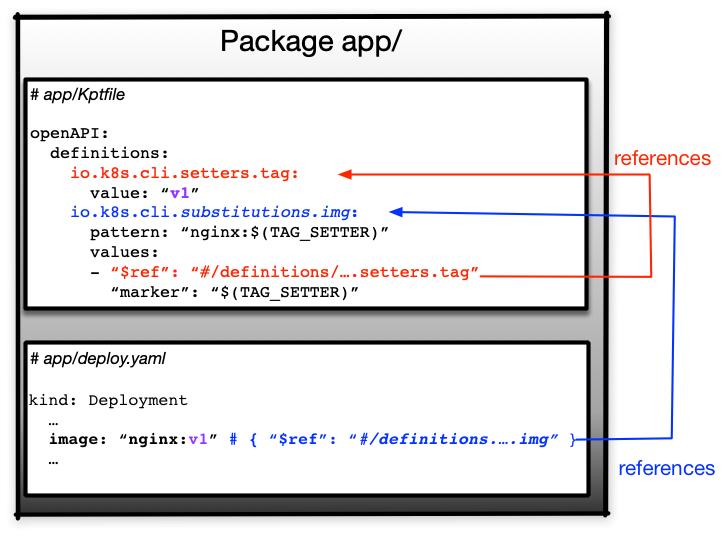 Package app/
# app/Kptfile
openAPI:
definitions:
io.k8s.cli.setters.tag:
value: “v1”
io.k8s.cli.substitutions.img:
pattern: “nginx:$(TAG_SETTER)”
values:
- “$ref”: “#/definitions/….setters.tag”
“marker”: “$(TAG_SETTER)”
references
# app/deploy.yaml
kind: Deployment
…
image: “nginx:v1” # { “$ref”: “#/definitions.….img” }
…
references